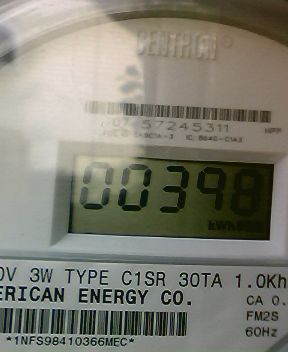 CENTRON
57245311
00398
kWh
0V 3W TYPE C1SR 30TA 1.0Kh
ERICAN ENERGY CO.
CA 0.
FM2S
60Hz
*1NFS98410366MEC*